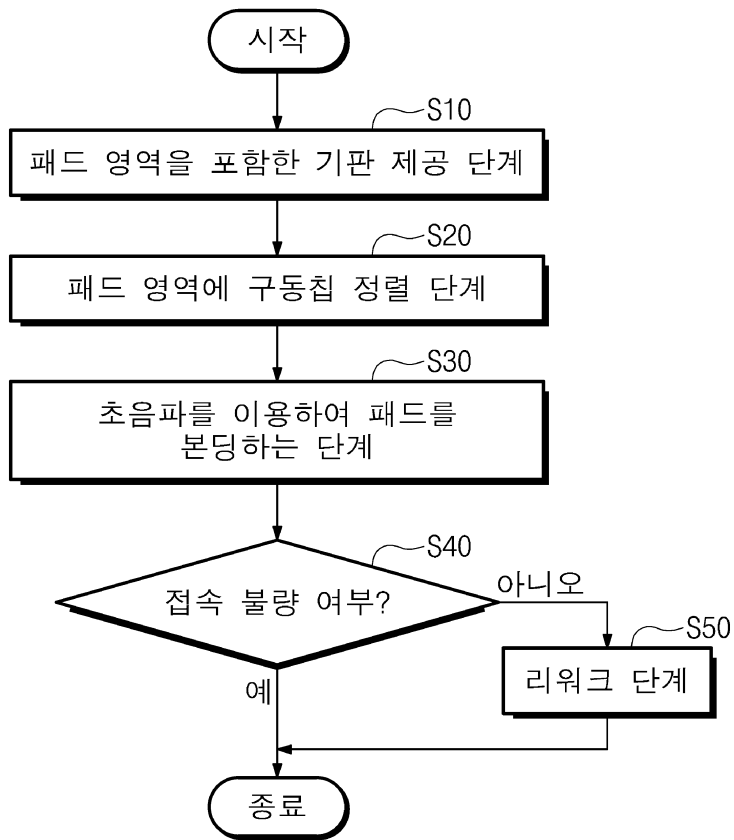 시작
S10
패드 영역을 포함한 기판 제공 단계
S20
패드 영역에 구동칩 정렬 단계
S30
초음파를 이용하여 패드를
본딩하는 단계
S40
접속 불량 여부?
아니오
S50
리워크 단계
예
종료